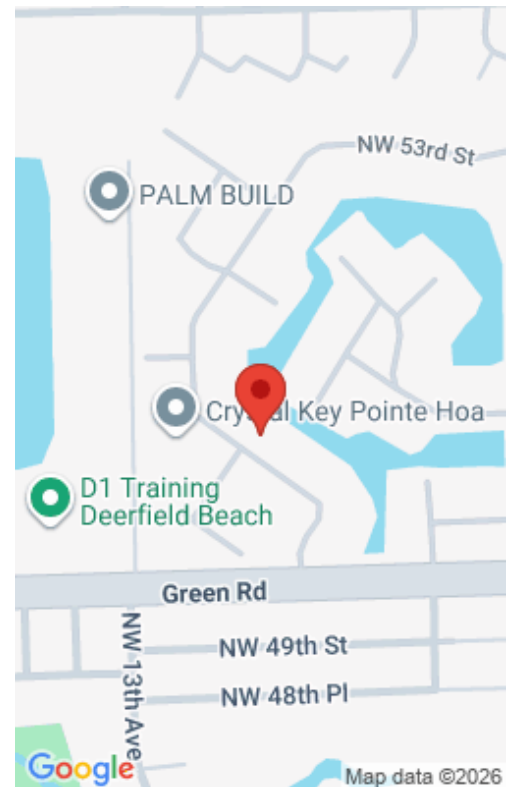 NW 53rd St
PALM BUILD
Crystal Key Pointe Hoa
D1 Training
Deerfield Beach
Green Rd
NW 49th St
NW 13th Ave
NW 48th Pl
Google
Map data ©2026